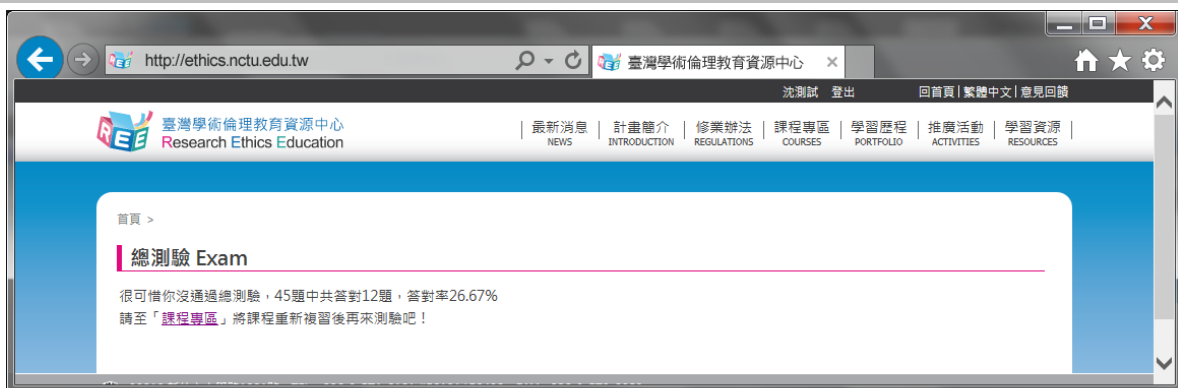 http://ethics.nctu.edu.tw
臺灣學術倫理教育資源中心
沈測試 登出 回首頁 | 繁體中文 | 意見回饋
REE
臺灣學術倫理教育資源中心
Research Ethics Education
| 最新消息 | 計畫簡介 | 修業辦法 | 課程專區 | 學習歷程 | 推廣活動 | 學習資源 |
NEWS INTRODUCTION REGULATIONS COURSES PORTFOLIO ACTIVITIES RESOURCES
首頁 >
總測驗 Exam
很可惜你沒通過總測驗，45題中共答對12題，答對率26.67%
請至「課程專區」將課程重新複習後再來測驗吧！